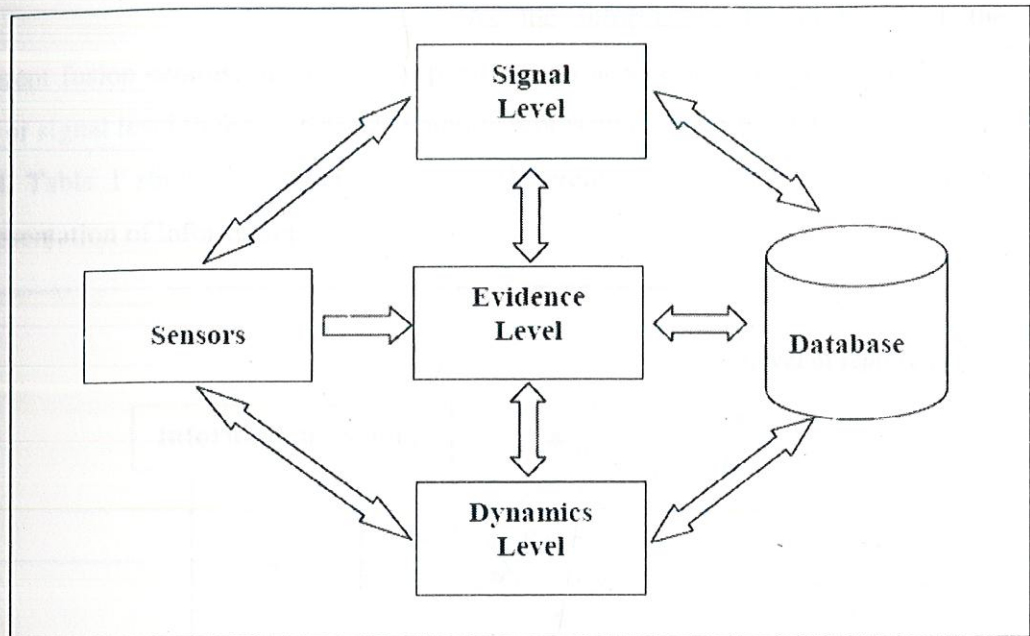 Signal
Level
Sensors
Evidence
Level
Database
Dynamics
Level